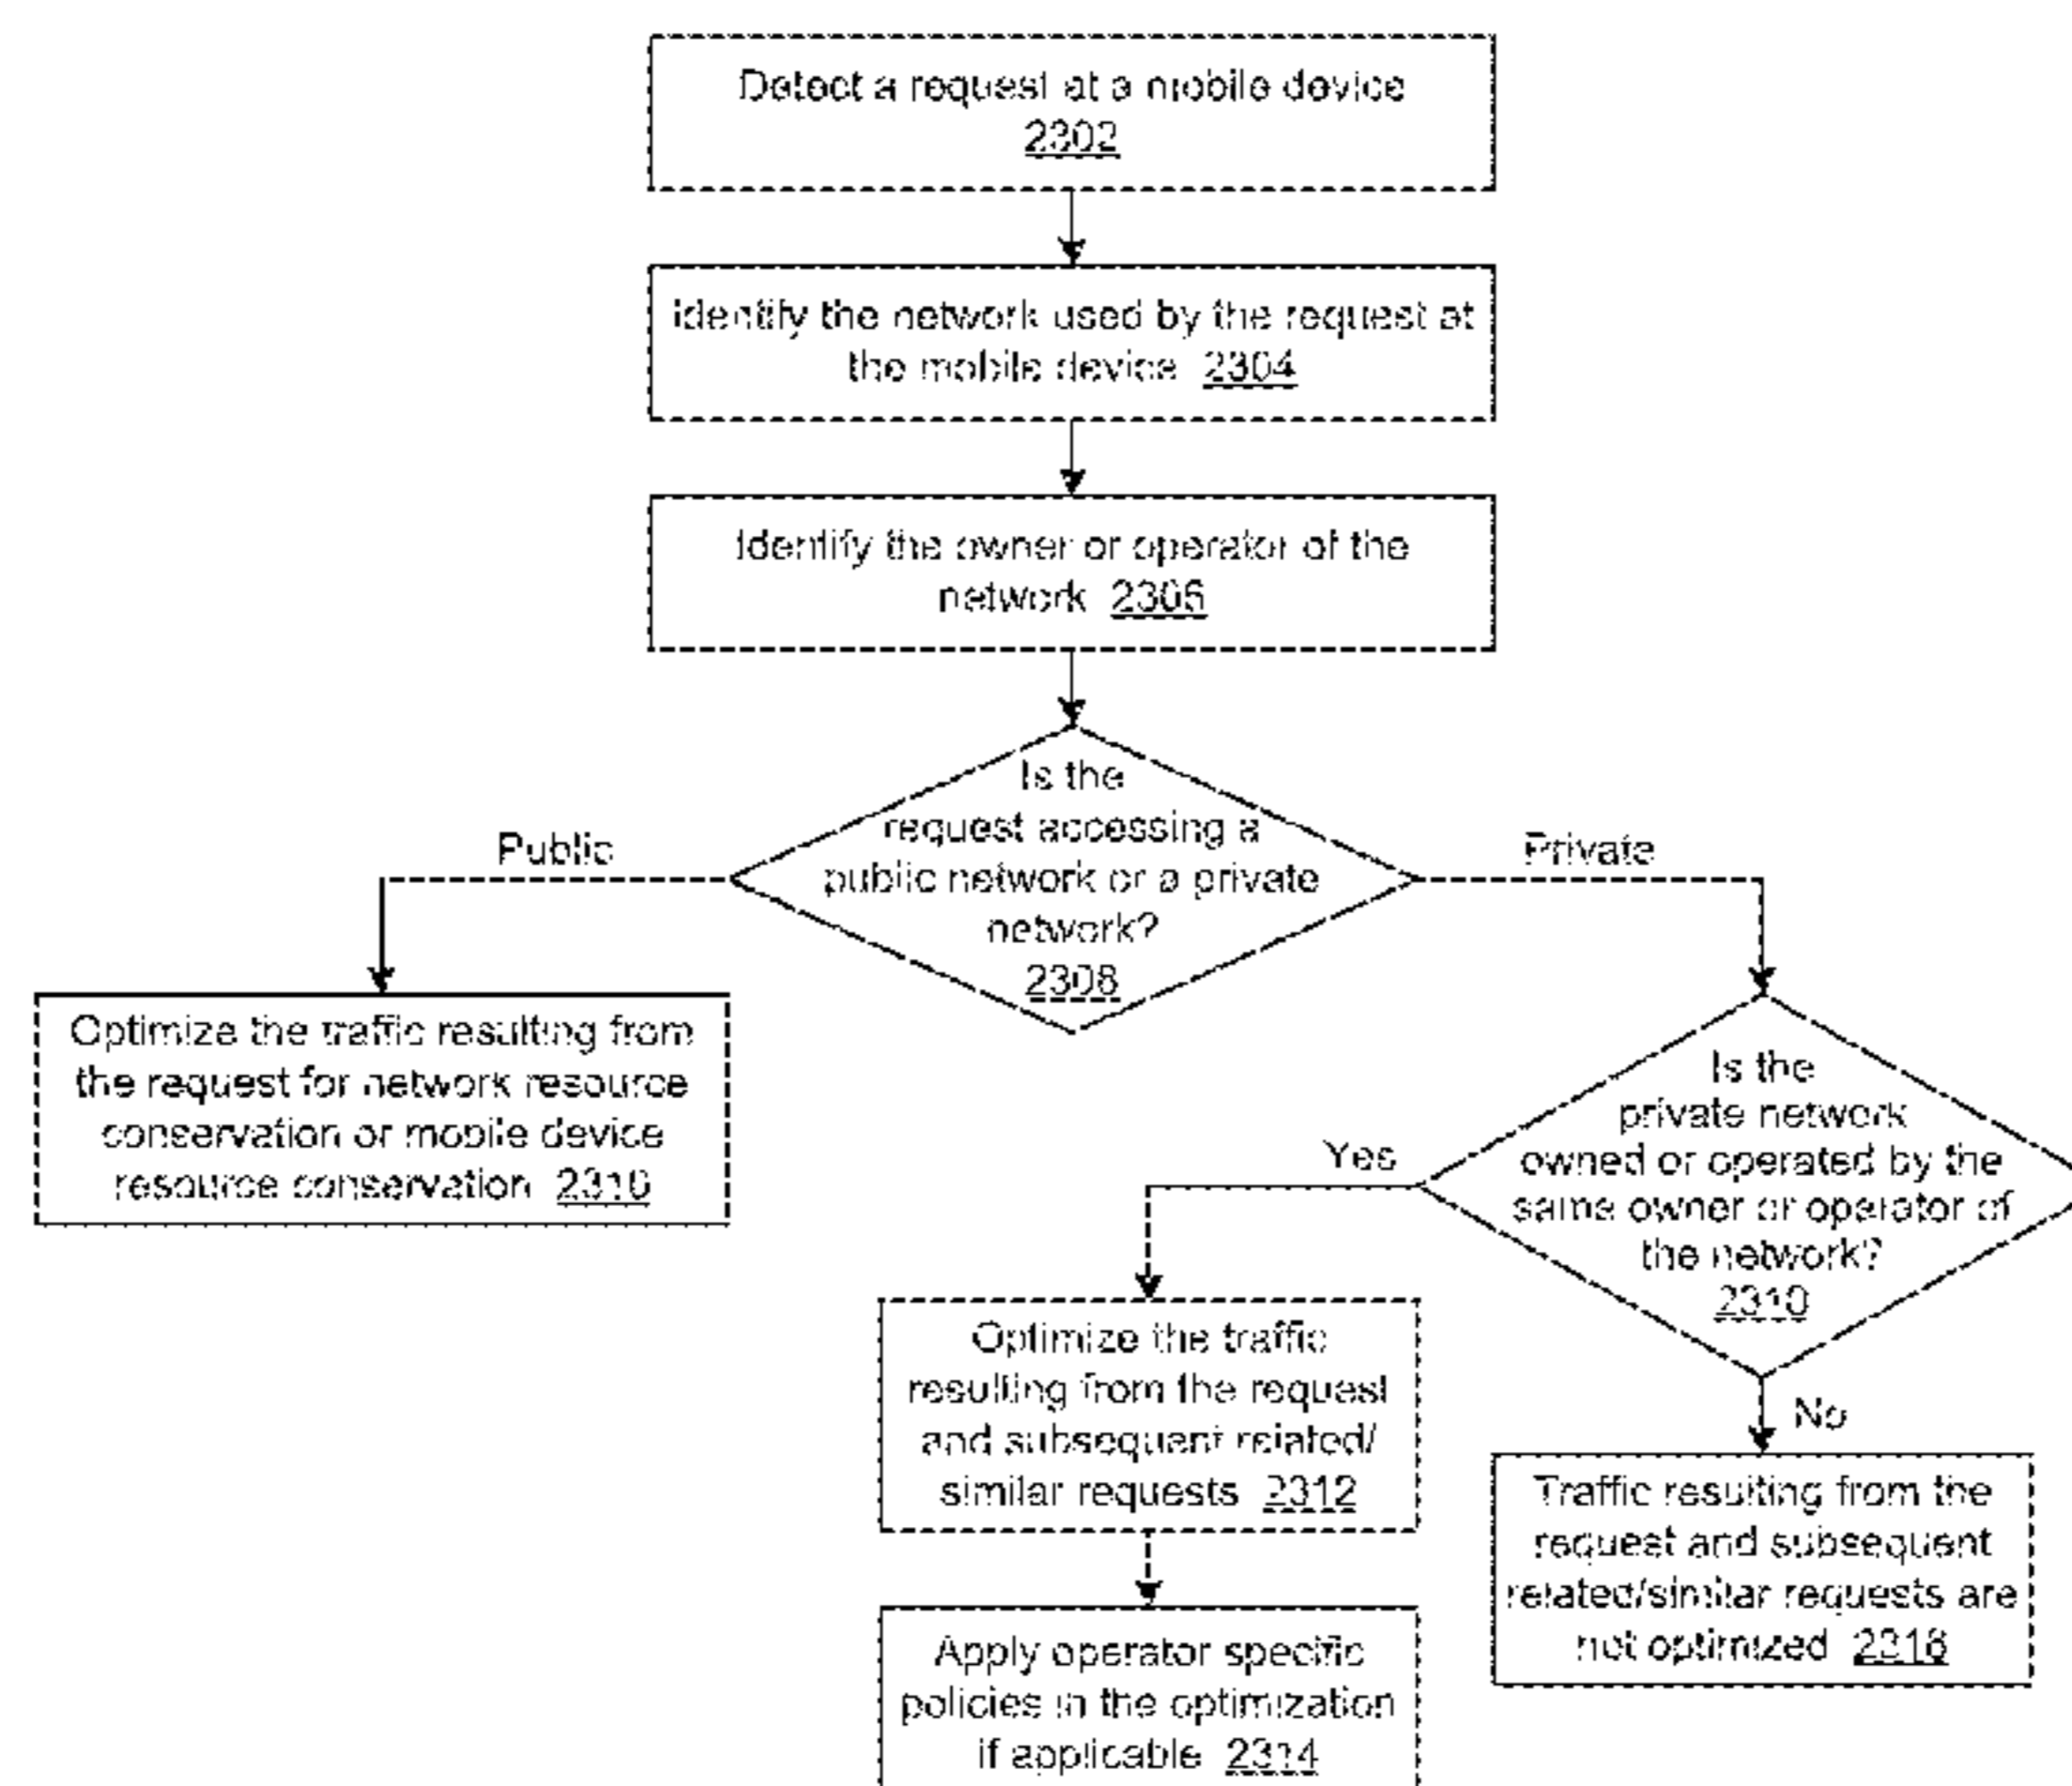 Detect a request at a mobile device
2302
Identify the network used by the request at
the mobile device 2304
Identify the owner or operator of the
network 2306
Is the
request accessing a
public network or a private
network?
2308
Public
Private
Optimize the traffic resulting from
the request for network resource
conservation or mobile device
resource conservation
Is the
private network
owned or operated by the
same owner or operator of
the network?
2310
Yes
No
Optimize the traffic
resulting from the request
and subsequent related/
similar requests 2312
Traffic resulting from the
request and subsequent
related/similar requests are
not optimized
Apply operator specific
policies in the optimization
if applicable 2314